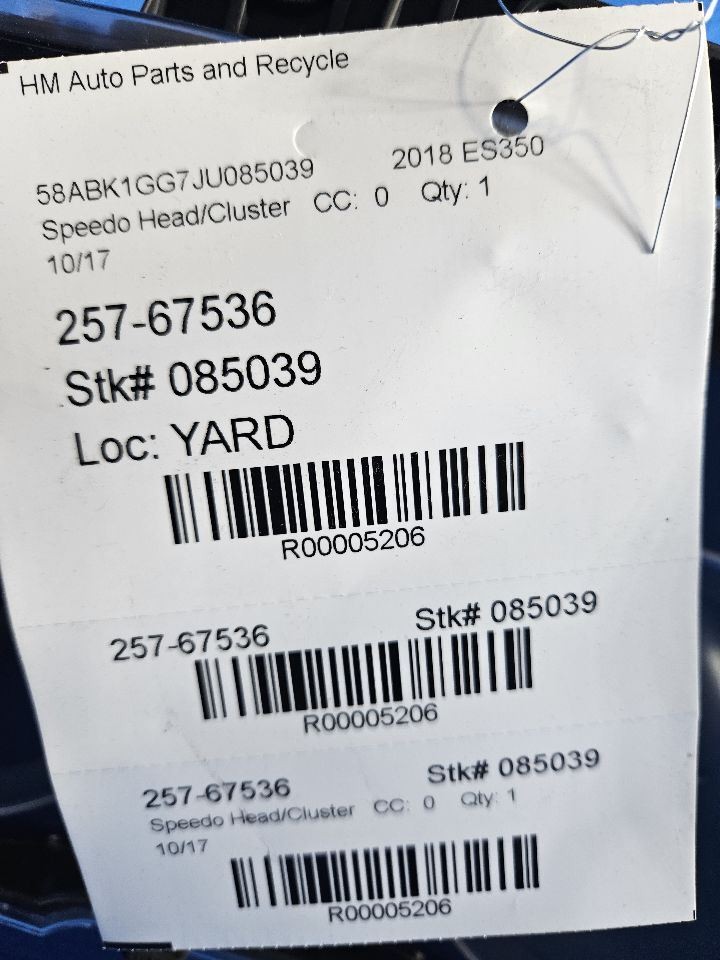 HM Auto Parts and Recycle
58ABK1GG7JU085039 2018 ES350
Speedo Head/Cluster CC: 0 Qty: 1
10/17
257-67536
Stk# 085039
Loc: YARD
R00005206
257-67536 Stk# 085039
R00005206
257-67536 Stk# 085039
Speedo Head/Cluster CC: 0 Qty: 1
10/17
R00005206